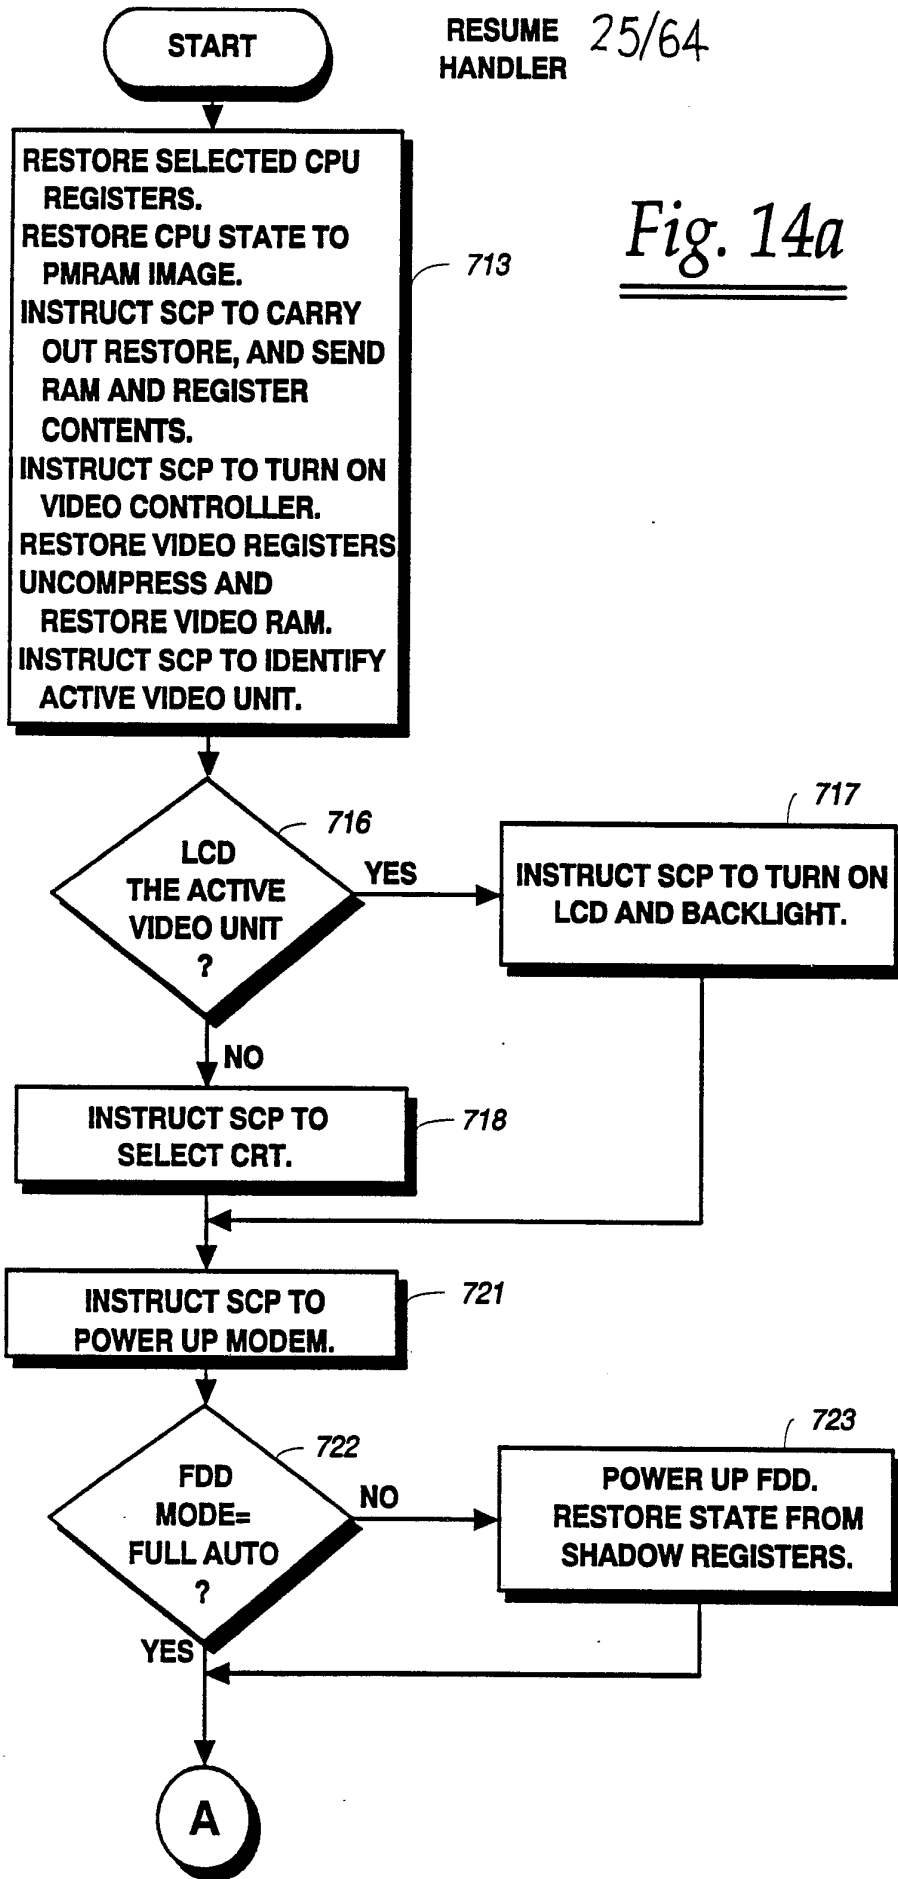 START
RESUME
HANDLER
25/64
Fig. 14a
RESTORE SELECTED CPU
REGISTERS.
RESTORE CPU STATE TO
PMRAM IMAGE.
INSTRUCT SCP TO CARRY
OUT RESTORE, AND SEND
RAM AND REGISTER
CONTENTS.
INSTRUCT SCP TO TURN ON
VIDEO CONTROLLER.
RESTORE VIDEO REGISTERS
UNCOMPRESS AND
RESTORE VIDEO RAM.
INSTRUCT SCP TO IDENTIFY
ACTIVE VIDEO UNIT.
713
LCD
THE ACTIVE
VIDEO UNIT
?
716
YES
717
INSTRUCT SCP TO TURN ON
LCD AND BACKLIGHT.
NO
INSTRUCT SCP TO
SELECT CRT.
718
INSTRUCT SCP TO
POWER UP MODEM.
721
FDD
MODE=
FULL AUTO
?
722
NO
723
POWER UP FDD.
RESTORE STATE FROM
SHADOW REGISTERS.
YES
A